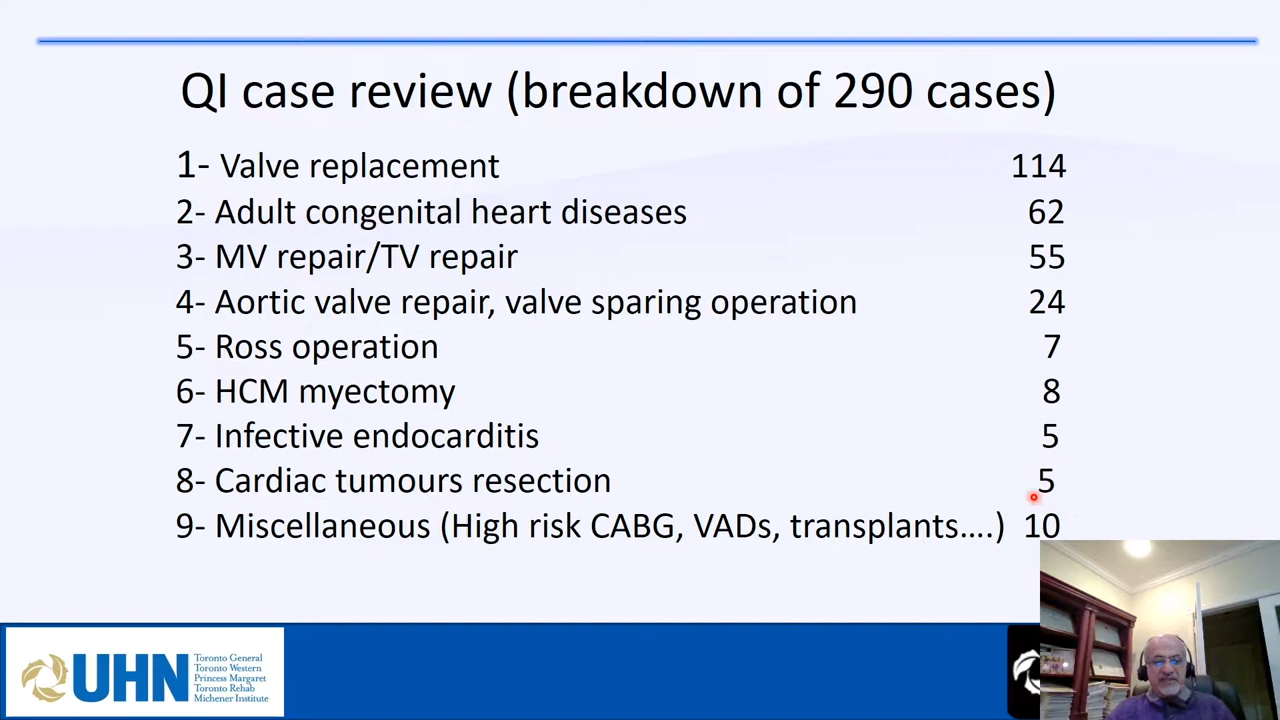 QI case review (breakdown of 290 cases)
1- Valve replacement 114
2- Adult congenital heart diseases 62
3- MV repair/TV repair 55
4- Aortic valve repair, valve sparing operation 24
5- Ross operation 7
6- HCM myectomy 8
7- Infective endocarditis 5
8- Cardiac tumours resection 5
9- Miscellaneous (High risk CABG, VADs, transplants….) 10
UHN
Toronto General
Toronto Western
Princess Margaret
Toronto Rehab
Michener Institute